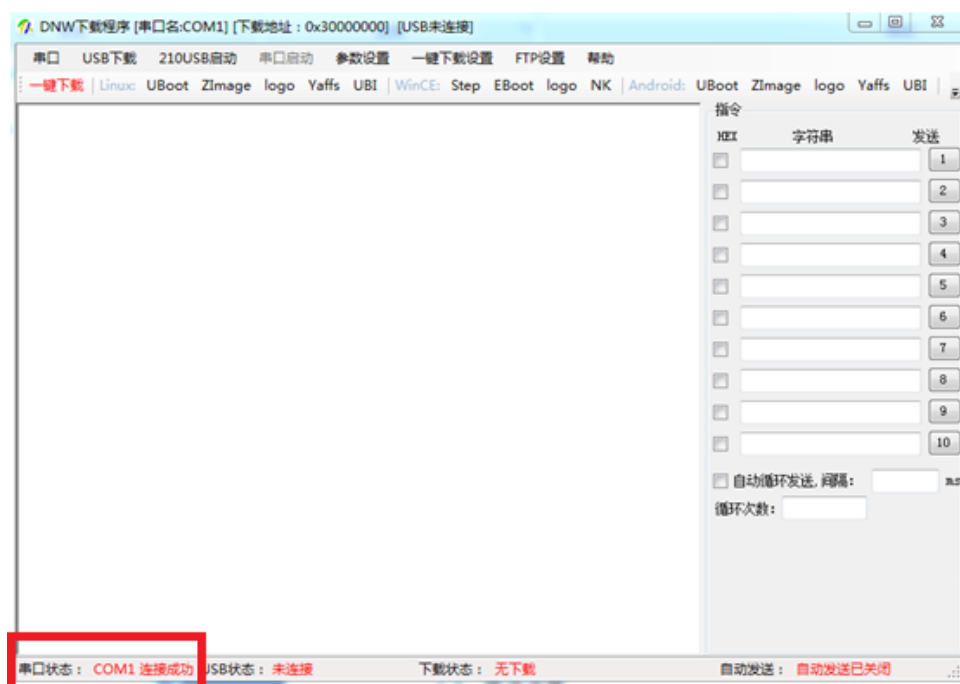 DNW下载程序 [串口名:COM1] [下载地址：0x30000000] [USB未连接]
串口 USB下载 210USB启动 串口启动 参数设置 一键下载设置 FTP设置 帮助
一键下载 Linux: UBoot ZImage logo Yaffs UBI WinCE: Step EBoot logo NK Android: UBoot ZImage logo Yaffs UBI
指令
HEX 字符串 发送
1
2
3
4
5
6
7
8
9
10
自动循环发送,间隔： ms
循环次数：
串口状态： COM1 连接成功 USB状态： 未连接 下载状态： 无下载 自动发送： 自动发送已关闭